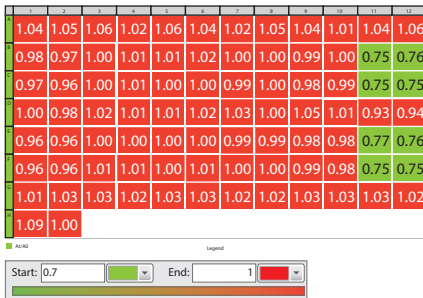 1 2 3 4 5 6 7 8 9 10 11 12
A 1.04 1.05 1.06 1.02 1.06 1.04 1.02 1.05 1.04 1.01 1.04 1.06
B 0.98 0.97 1.00 1.01 1.01 1.02 1.00 1.00 0.99 1.00 0.75 0.76
C 0.97 0.96 1.00 1.00 1.00 0.99 1.00 0.98 0.99 0.75 0.75
D 1.00 0.98 1.02 1.01 1.01 1.02 1.03 1.00 1.05 1.01 0.93 0.94
E 0.96 0.96 1.00 1.00 1.00 1.00 0.99 0.99 0.98 0.98 0.77 0.76
F 0.96 0.96 1.01 1.01 1.00 1.01 1.00 1.00 0.99 0.98 0.75 0.75
G 1.01 1.03 1.03 1.02 1.03 1.03 1.02 1.02 1.03 1.03 1.03 1.02
H 1.09 1.00
Legend
Start: 0.7 End: 1